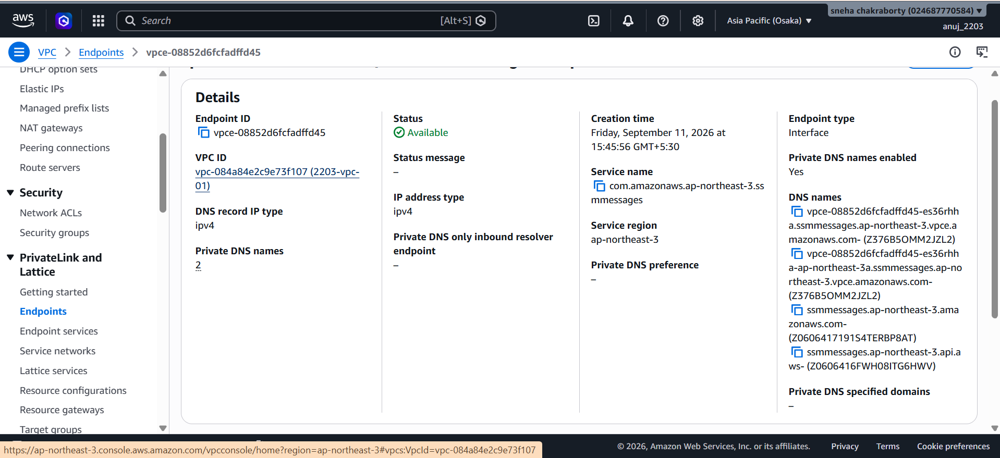 aws
Search
[Alt+S]
Asia Pacific (Osaka) ▼
sneha chakraborty (024687770584) ▼
anuj_2203
VPC > Endpoints > vpce-08852d6fcfadffd45
DHCP option sets
Elastic IPs
Managed prefix lists
NAT gateways
Peering connections
Route servers
Security
Network ACLs
Security groups
PrivateLink and
Lattice
Getting started
Endpoints
Endpoint services
Service networks
Lattice services
Resource configurations
Resource gateways
Target groups
Details
Endpoint ID
vpce-08852d6fcfadffd45
VPC ID
vpc-084a84e2c9e73f107 (2203-vpc-
01)
DNS record IP type
ipv4
Private DNS names
2
Status
Available
Status message
–
IP address type
ipv4
Private DNS only inbound resolver
endpoint
–
Creation time
Friday, September 11, 2026 at
15:45:56 GMT+5:30
Service name
com.amazonaws.ap-northeast-3.ss
mmessages
Service region
ap-northeast-3
Private DNS preference
–
Endpoint type
Interface
Private DNS names enabled
Yes
DNS names
vpce-08852d6fcfadffd45-es36rhh
a.ssmmessages.ap-northeast-3.vpce.a
mazonaws.com- (Z376B5OMM2JZL2)
vpce-08852d6fcfadffd45-es36rhh
a-ap-northeast-3a.ssmmessages.ap-no
rtheast-3.vpce.amazonaws.com-
(Z376B5OMM2JZL2)
ssmmessages.ap-northeast-3.ama
zonaws.com-
(Z0606417191S4TERBP8AT)
ssmmessages.ap-northeast-3.api.a
ws- (Z0606416FWH08ITG6HWV)
Private DNS specified domains
–
https://ap-northeast-3.console.aws.amazon.com/vpcconsole/home?region=ap-northeast-3#vpcs:VpcId=vpc-084a84e2c9e73f107
© 2026, Amazon Web Services, Inc. or its affiliates.
Privacy
Terms
Cookie preferences